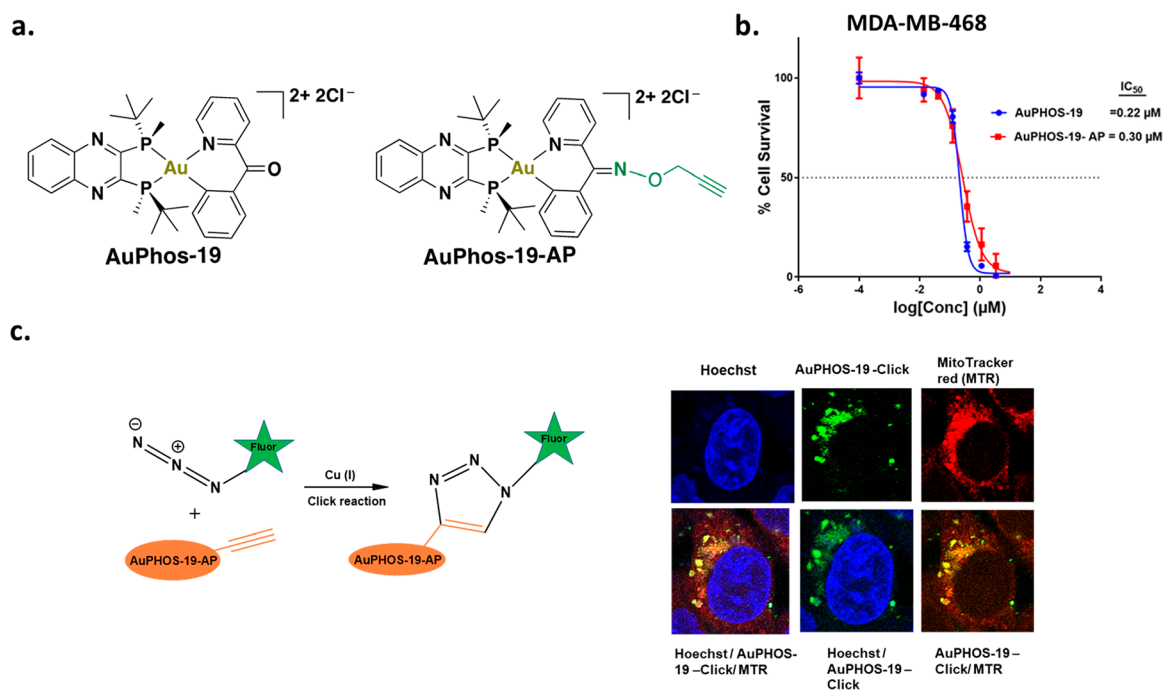 a.
N
N
P
P
Au
N
O
2+ 2Cl⁻
AuPhos-19
N
N
P
P
Au
N
N
O
2+ 2Cl⁻
AuPhos-19-AP
b.
MDA-MB-468
% Cell Survival
100
50
0
-6 -4 -2 0 2 4
log[Conc] (µM)
IC50
AuPHOS-19 =0.22 µM
AuPHOS-19- AP = 0.30 µM
c.
N
N
N
Fluor
+
AuPHOS-19-AP
Cu (I)
Click reaction
N
N
N
Fluor
AuPHOS-19-AP
Hoechst
AuPHOS-19 -Click
MitoTracker
red (MTR)
Hoechst / AuPHOS-
19 –Click/ MTR
Hoechst /
AuPHOS-19 –
Click
AuPHOS-19 –
Click/ MTR